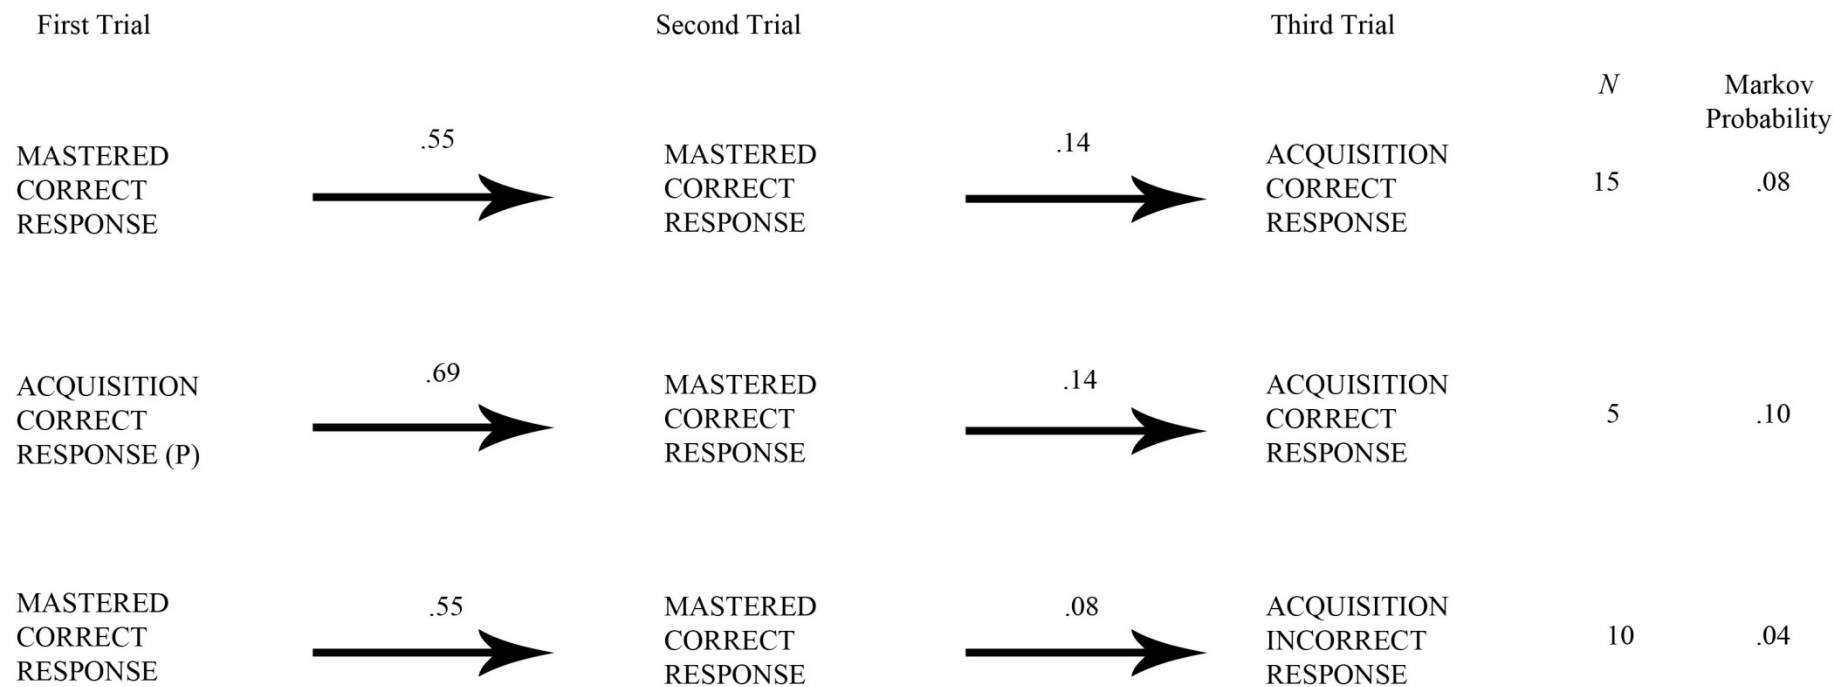 First Trial
Second Trial
Third Trial
N
Markov
Probability
MASTERED
CORRECT
RESPONSE
.55
MASTERED
CORRECT
RESPONSE
.14
ACQUISITION
CORRECT
RESPONSE
15
.08
ACQUISITION
CORRECT
RESPONSE (P)
.69
MASTERED
CORRECT
RESPONSE
.14
ACQUISITION
CORRECT
RESPONSE
5
.10
MASTERED
CORRECT
RESPONSE
.55
MASTERED
CORRECT
RESPONSE
.08
ACQUISITION
INCORRECT
RESPONSE
10
.04